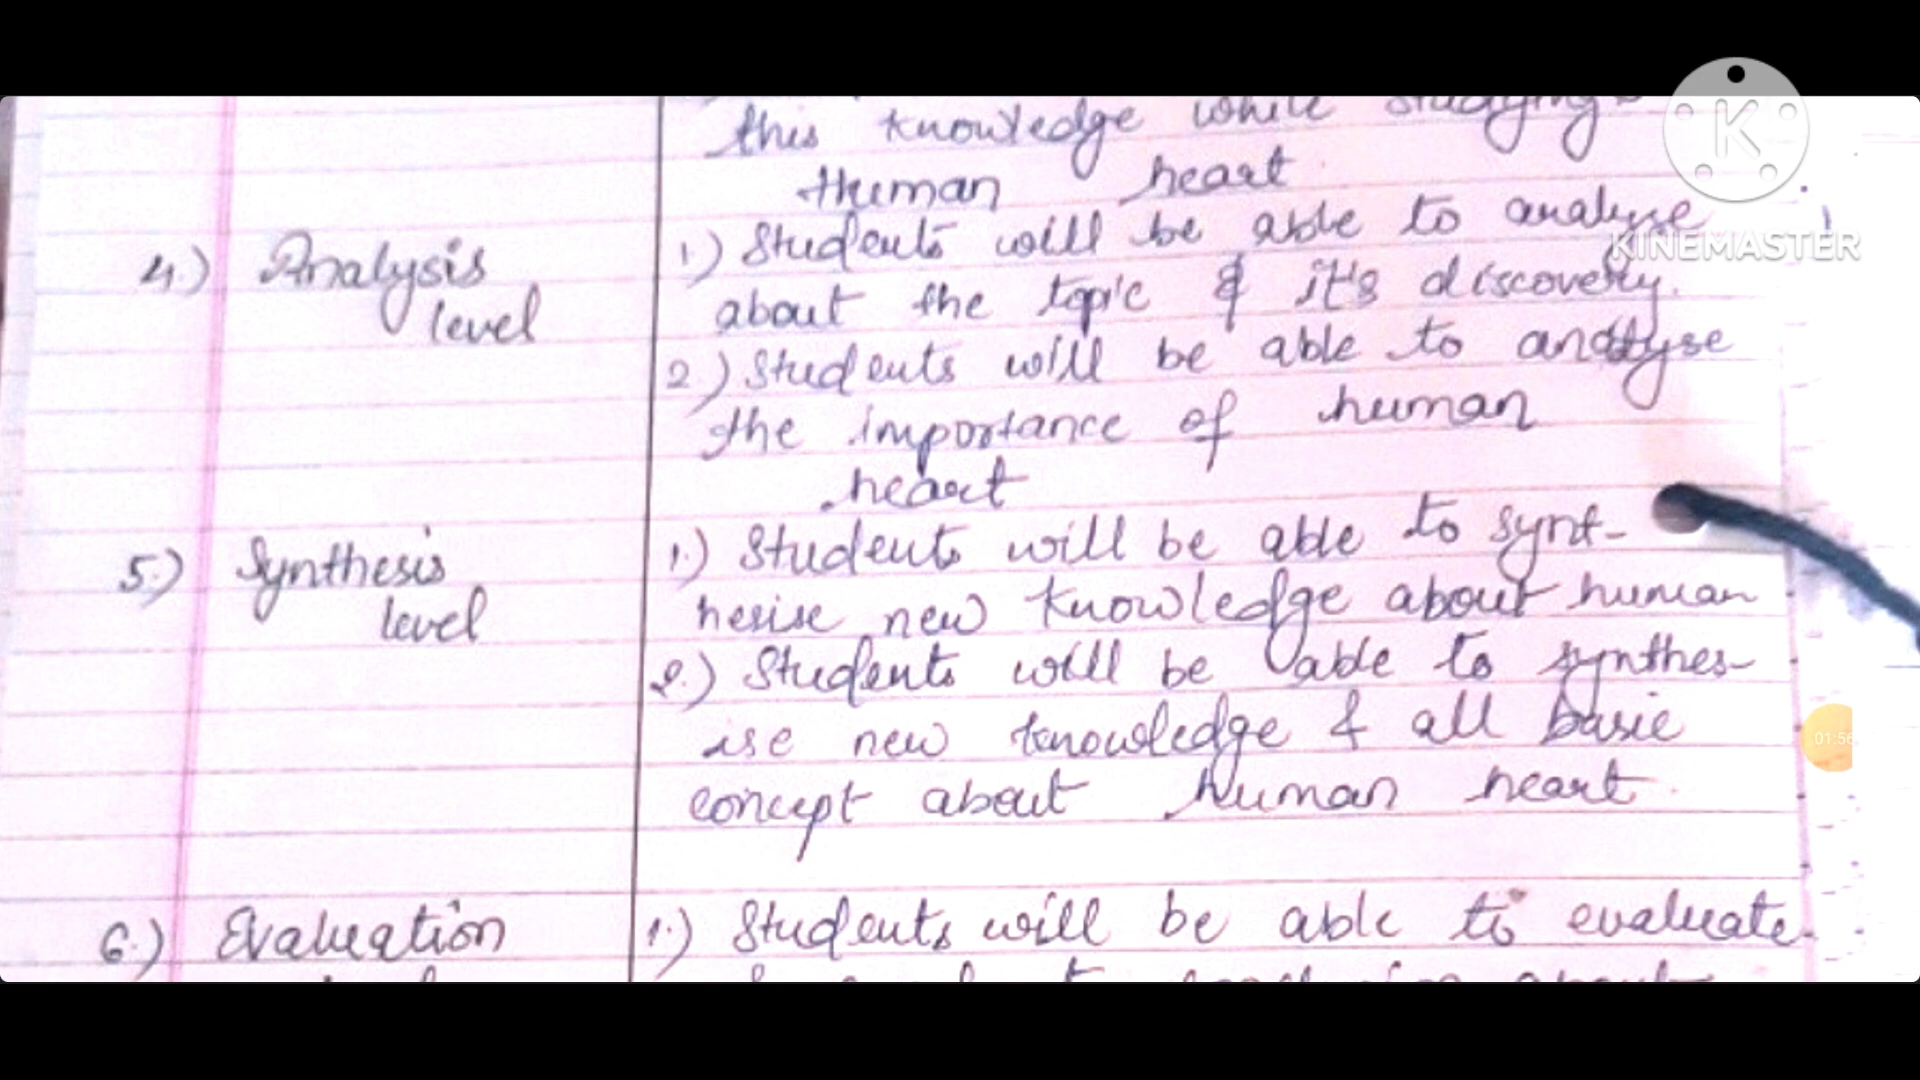 this knowledge while studying
Human heart
4.) Analysis level
1.) Students will be able to analyse
about the topic & it's discovery.
2.) Students will be able to analyse
the importance of human
heart
5.) Synthesis level
1.) Students will be able to synt-
hesise new knowledge about human
2.) Students will be able to synthes-
ise new knowledge & all basic
concept about human heart.
6.) Evaluation
1.) Students will be able to evaluate
K
KINEMASTER
01:56